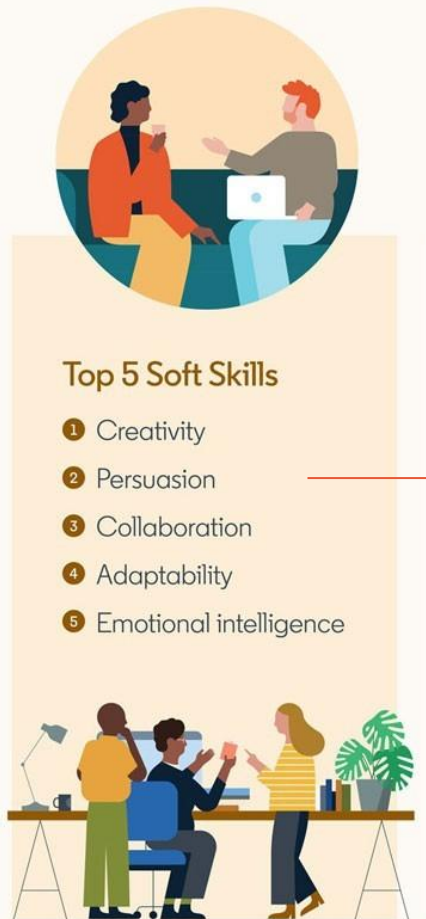 Top 5 Soft Skills
1 Creativity
2 Persuasion
3 Collaboration
4 Adaptability
5 Emotional intelligence